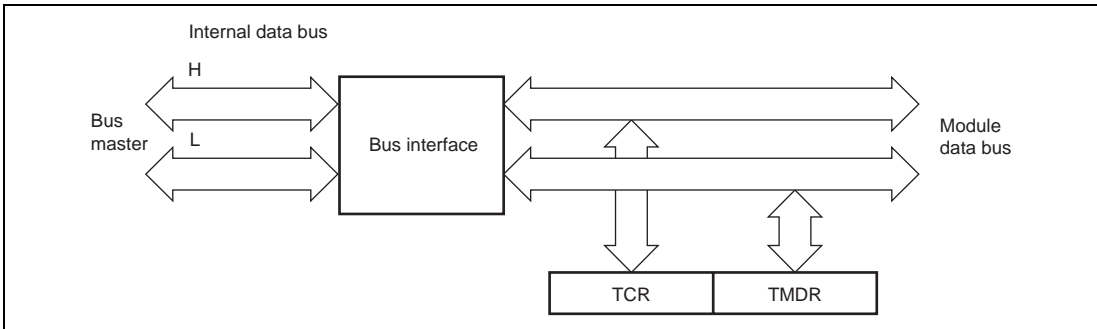 Internal data bus
H
Bus
master
L
Bus interface
Module
data bus
TCR
TMDR